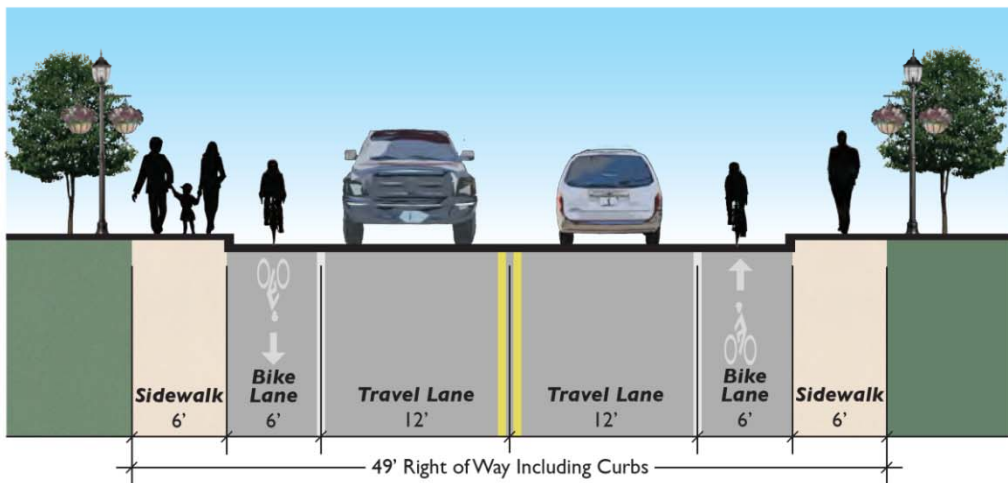 Sidewalk
6'
Bike
Lane
6'
Travel Lane
12'
Travel Lane
12'
Bike
Lane
6'
Sidewalk
6'
49' Right of Way Including Curbs